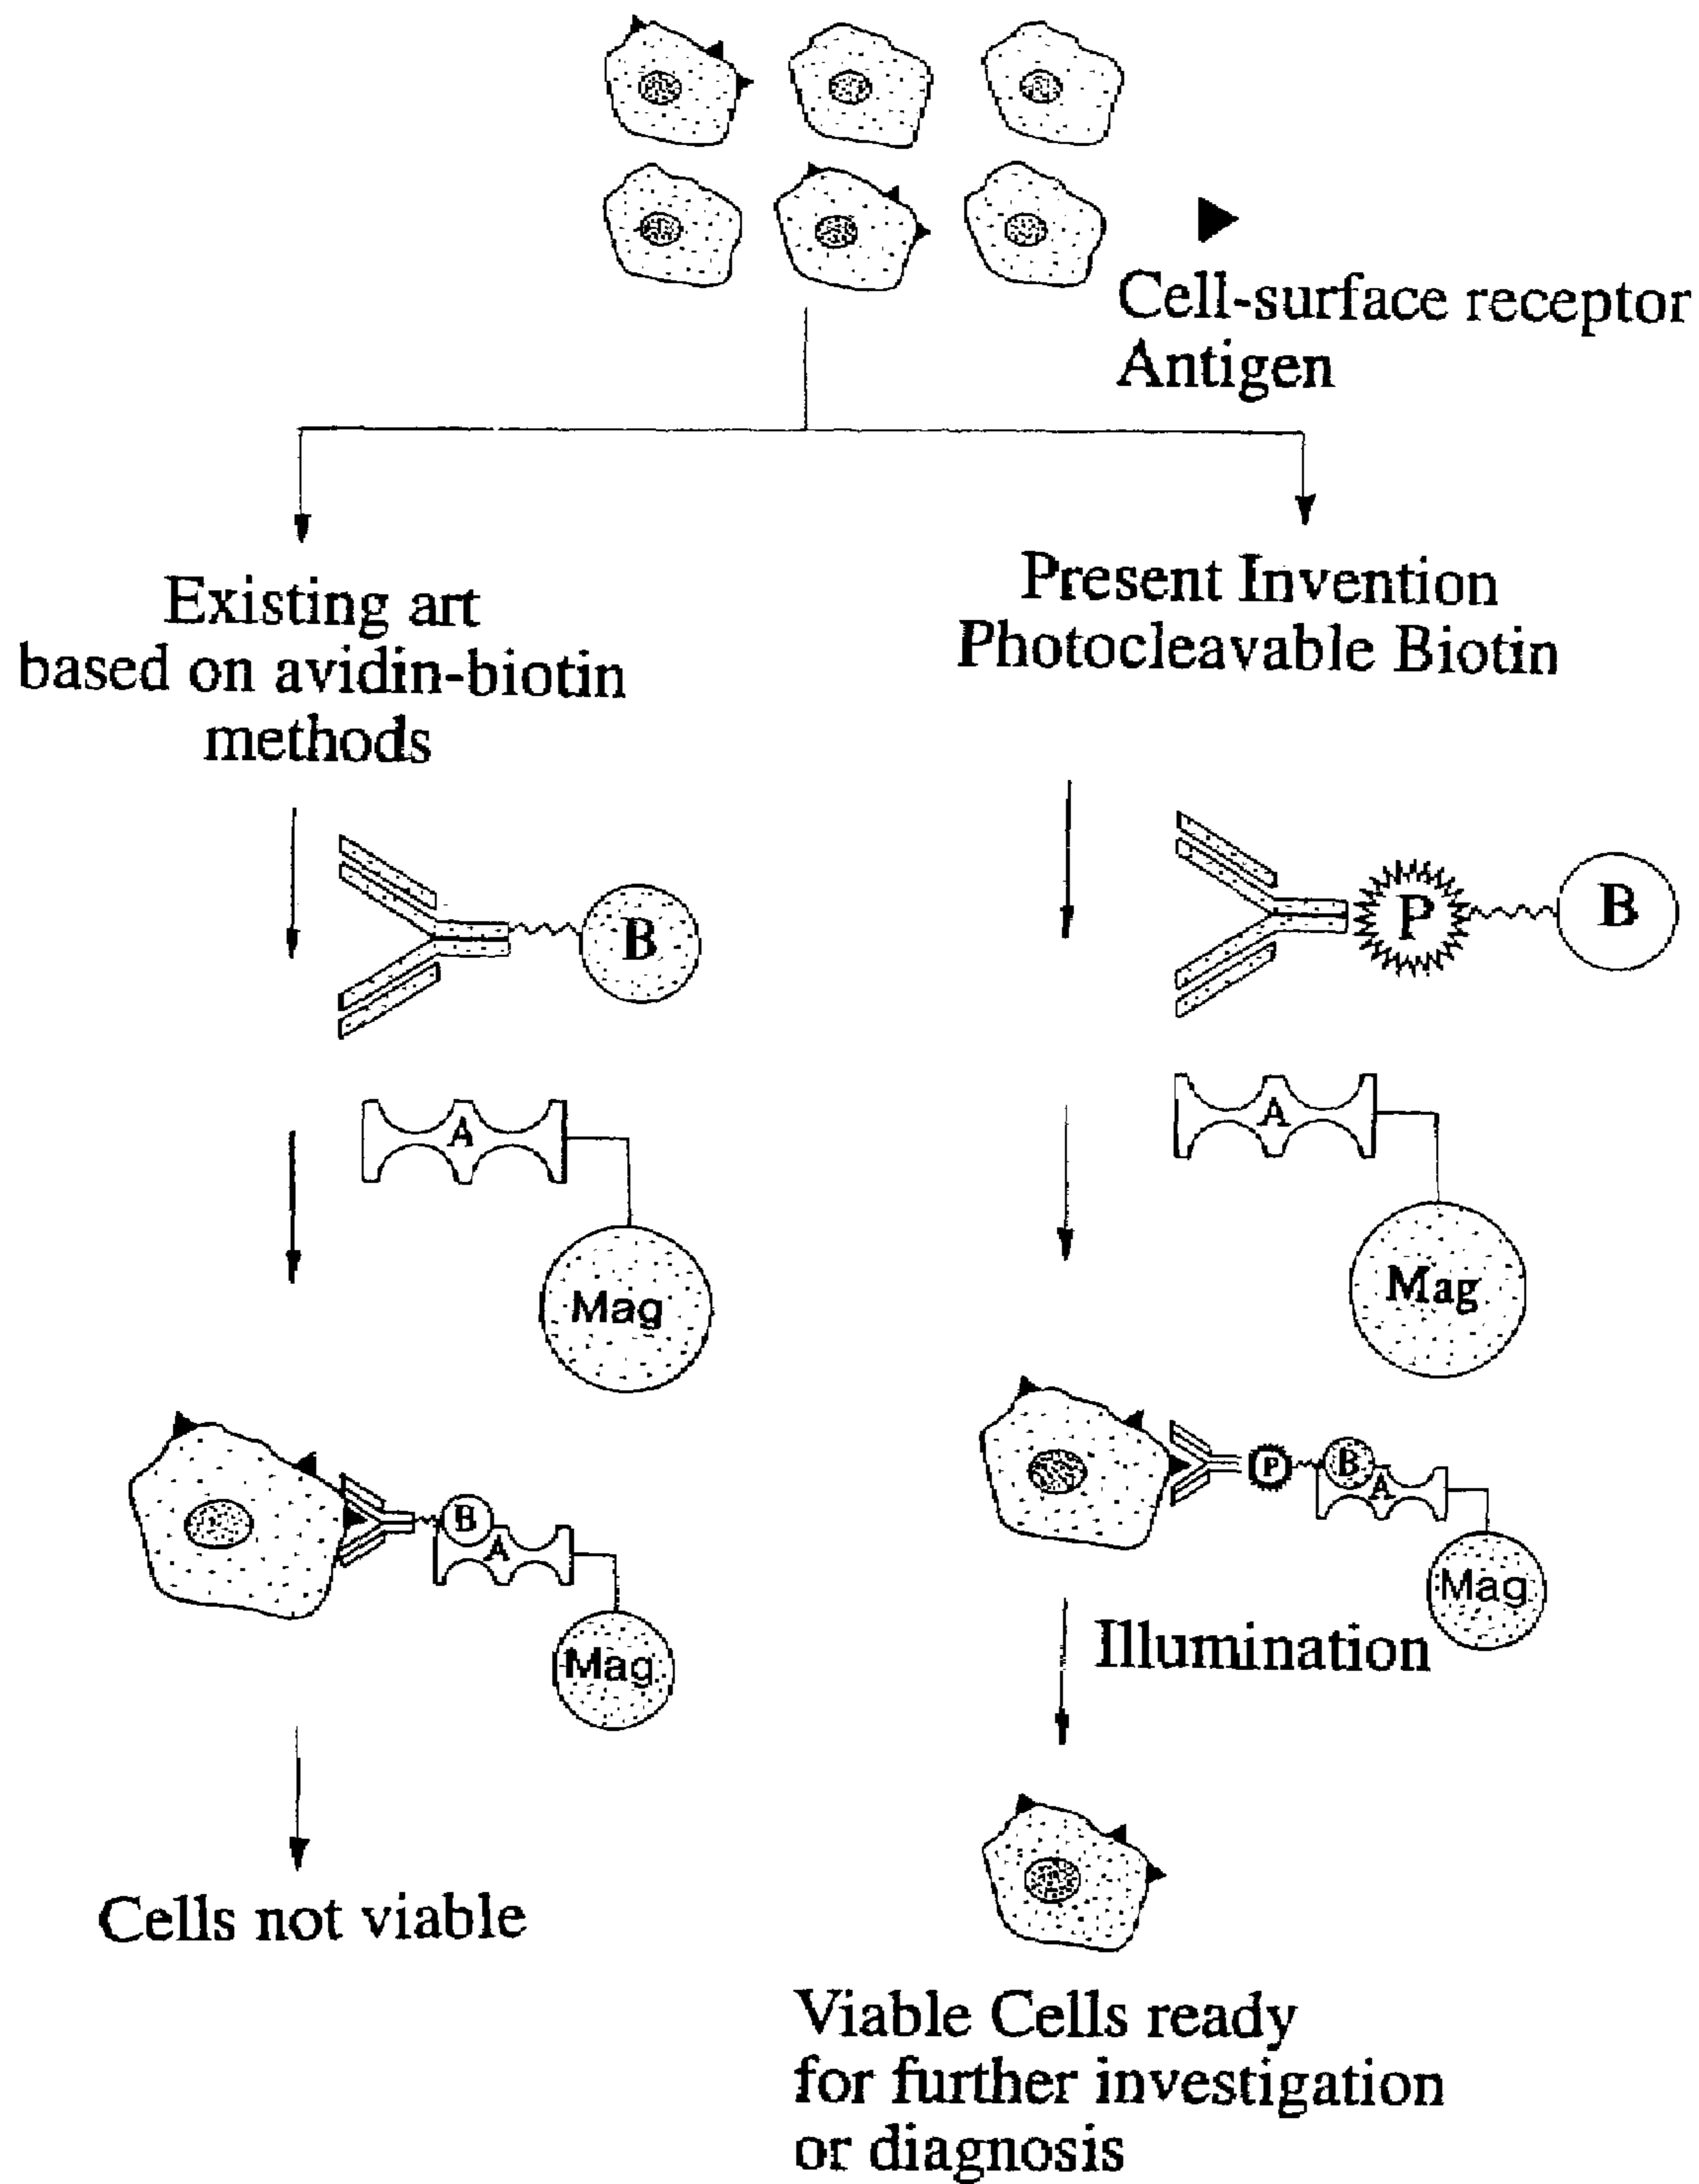 Cell-surface receptor
Antigen
Existing art
based on avidin-biotin
methods
B
A
Mag
B
A
Mag
Cells not viable
Present Invention
Photocleavable Biotin
P
B
A
Mag
P
B
A
Mag
Illumination
Viable Cells ready
for further investigation
or diagnosis